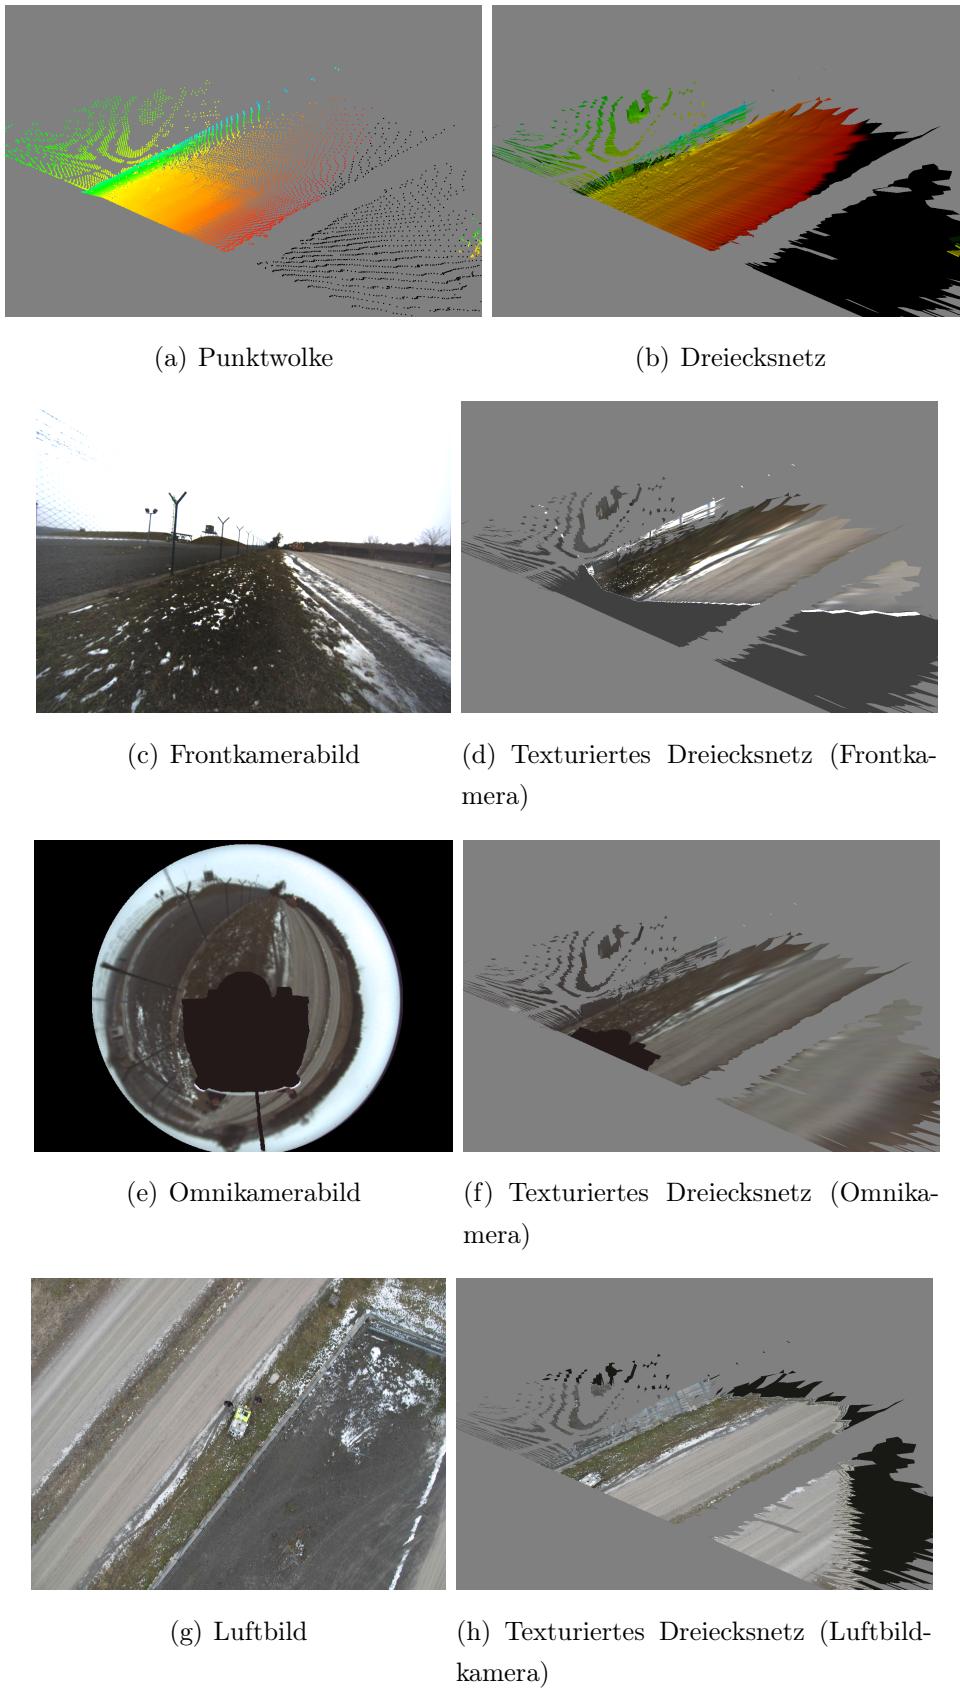 (a) Punktwolke
(b) Dreiecksnetz
(c) Frontkamerabild
(d) Texturiertes Dreiecksnetz (Frontka-
mera)
(e) Omnikamerabild
(f) Texturiertes Dreiecksnetz (Omnika-
mera)
(g) Luftbild
(h) Texturiertes Dreiecksnetz (Luftbild-
kamera)